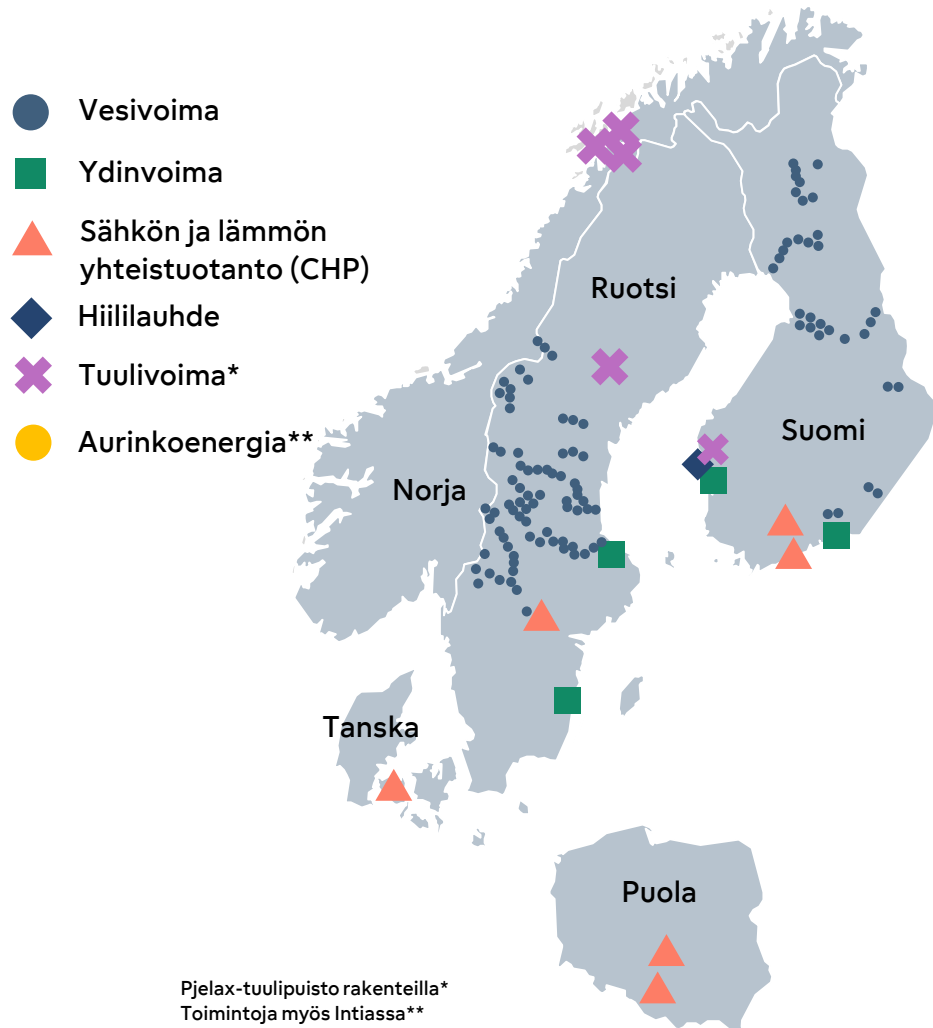 Vesivoima
Ydinvoima
Sähkön ja lämmön
yhteistuotanto (CHP)
Hiililauhde
Tuulivoima*
Aurinkoenergia**
Ruotsi
Suomi
Norja
Tanska
Puola
Pjelax-tuulipuisto rakenteilla*
Toimintoja myös Intiassa**